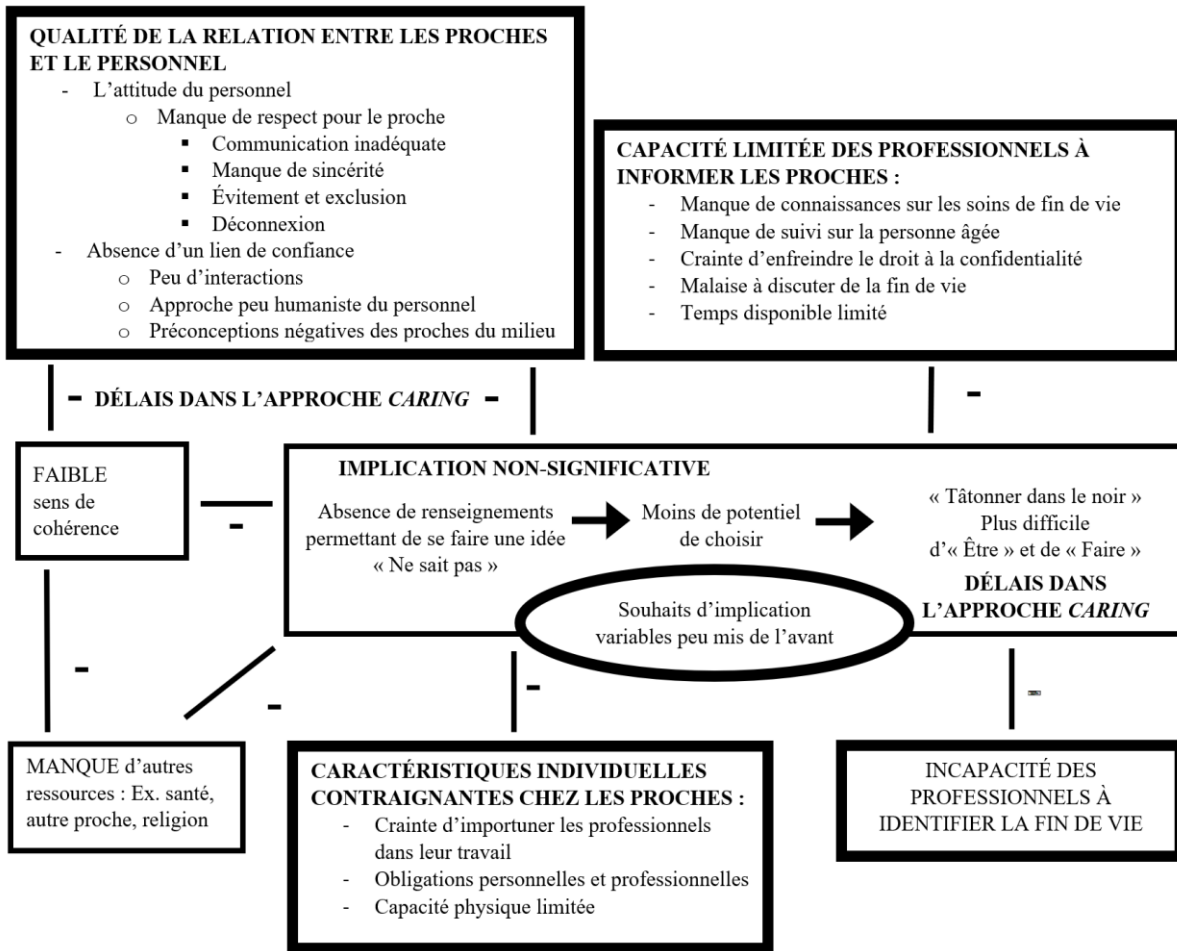 QUALITÉ DE LA RELATION ENTRE LES PROCHES
ET LE PERSONNEL
- L'attitude du personnel
o Manque de respect pour le proche
▪ Communication inadéquate
▪ Manque de sincérité
▪ Évitement et exclusion
▪ Déconnexion
- Absence d'un lien de confiance
o Peu d'interactions
o Approche peu humaniste du personnel
o Préconceptions négatives des proches du milieu
CAPACITÉ LIMITÉE DES PROFESSIONNELS À
INFORMER LES PROCHES :
- Manque de connaissances sur les soins de fin de vie
- Manque de suivi sur la personne âgée
- Crainte d'enfreindre le droit à la confidentialité
- Malaise à discuter de la fin de vie
- Temps disponible limité
- DÉLAIS DANS L'APPROCHE CARING -
-
FAIBLE
sens de
cohérence
-
IMPLICATION NON-SIGNIFICATIVE
Absence de renseignements
permettant de se faire une idée
« Ne sait pas »
Moins de potentiel
de choisir
« Tâtonner dans le noir »
Plus difficile
d'« Être » et de « Faire »
DÉLAIS DANS
L'APPROCHE CARING
Souhaits d'implication
variables peu mis de l'avant
-
-
-
-
MANQUE d'autres
ressources : Ex. santé,
autre proche, religion
CARACTÉRISTIQUES INDIVIDUELLES
CONTRAIGNANTES CHEZ LES PROCHES :
- Crainte d'importuner les professionnels
dans leur travail
- Obligations personnelles et professionnelles
- Capacité physique limitée
INCAPACITÉ DES
PROFESSIONNELS À
IDENTIFIER LA FIN DE VIE